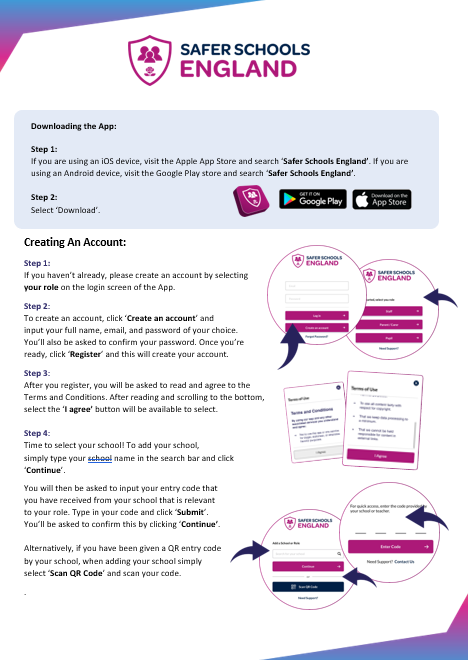 SAFER SCHOOLS
ENGLAND
Downloading the App:
Step 1:
If you are using an iOS device, visit the Apple App Store and search ‘Safer Schools England’. If you are
using an Android device, visit the Google Play store and search ‘Safer Schools England’.
Step 2:
Select ‘Download’.
GET IT ON
Google Play
Download on the
App Store
Creating An Account:
Step 1:
If you haven’t already, please create an account by selecting
your role on the login screen of the App.
Step 2:
To create an account, click ‘Create an account’ and
input your full name, email, and password of your choice.
You’ll also be asked to confirm your password. Once you’re
ready, click ‘Register’ and this will create your account.
SAFER SCHOOLS
ENGLAND
Log in
Create an account
Forgot Password?
SAFER SCHOOLS
ENGLAND
select your role
Staff
Parent / Carer
Pupil
Need Support?
Step 3:
After you register, you will be asked to read and agree to the
Terms and Conditions. After reading and scrolling to the bottom,
select the ‘I agree’ button will be available to select.
Terms of Use
Terms and Conditions
I Agree
Terms of Use
I Agree
Step 4:
Time to select your school! To add your school,
simply type your school name in the search bar and click
‘Continue’.
You will then be asked to input your entry code that
you have received from your school that is relevant
to your role. Type in your code and click ‘Submit’.
You’ll be asked to confirm this by clicking ‘Continue’.
Alternatively, if you have been given a QR entry code
by your school, when adding your school simply
select ‘Scan QR Code’ and scan your code.
.
For quick access, enter the code provided by
your school or teacher.
Enter Code
Need Support? Contact Us
SAFER SCHOOLS
ENGLAND
Add a School or Role
Continue
or
Scan QR Code
Need Support?